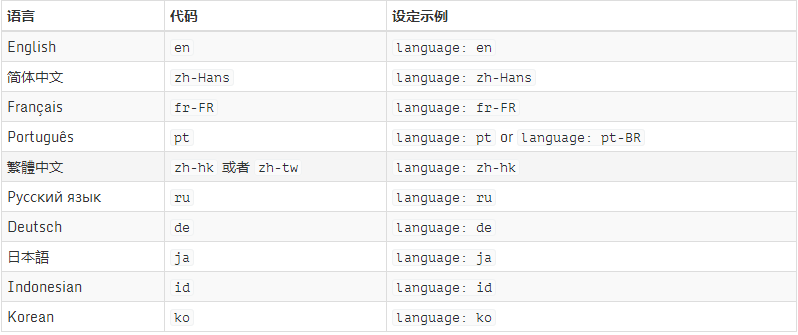 语言 代码 设定示例
English en language: en
简体中文 zh-Hans language: zh-Hans
Français fr-FR language: fr-FR
Português pt language: pt or language: pt-BR
繁體中文 zh-hk 或者 zh-tw language: zh-hk
Русский язык ru language: ru
Deutsch de language: de
日本語 ja language: ja
Indonesian id language: id
Korean ko language: ko